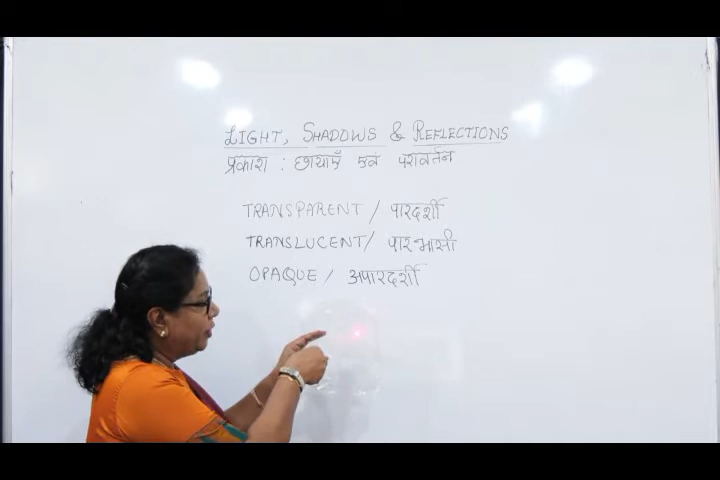 LIGHT, SHADOWS & REFLECTIONS
प्रकाश : छायाएँ एवं परावर्तन
TRANSPARENT / पारदर्शी
TRANSLUCENT / पारभासी
OPAQUE / अपारदर्शी